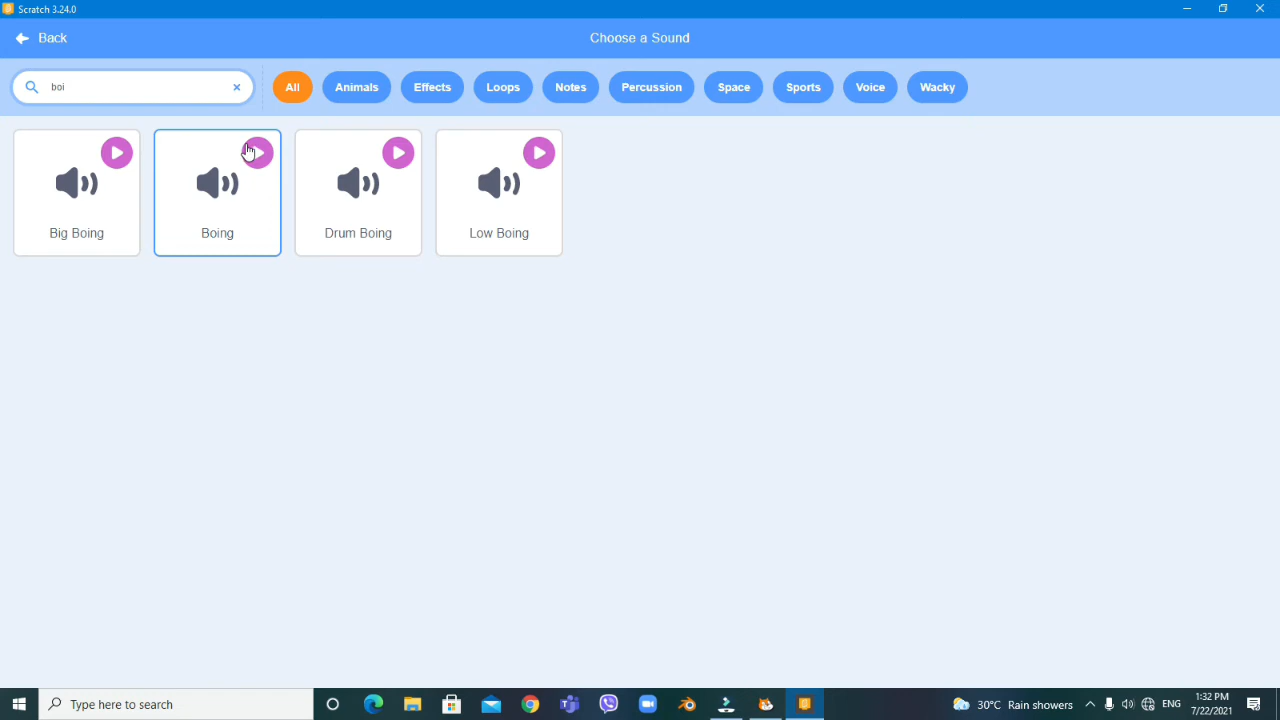 Scratch 3.24.0
Back
Choose a Sound
boi
All Animals Effects Loops Notes Percussion Space Sports Voice Wacky
Big Boing
Boing
Drum Boing
Low Boing
Type here to search
30°C Rain showers
ENG
1:32 PM
7/22/2021